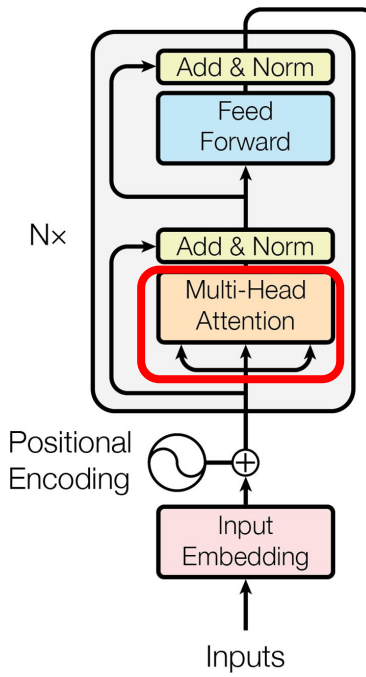 Add & Norm
Feed
Forward
N×
Add & Norm
Multi-Head
Attention
Positional
Encoding
Input
Embedding
Inputs